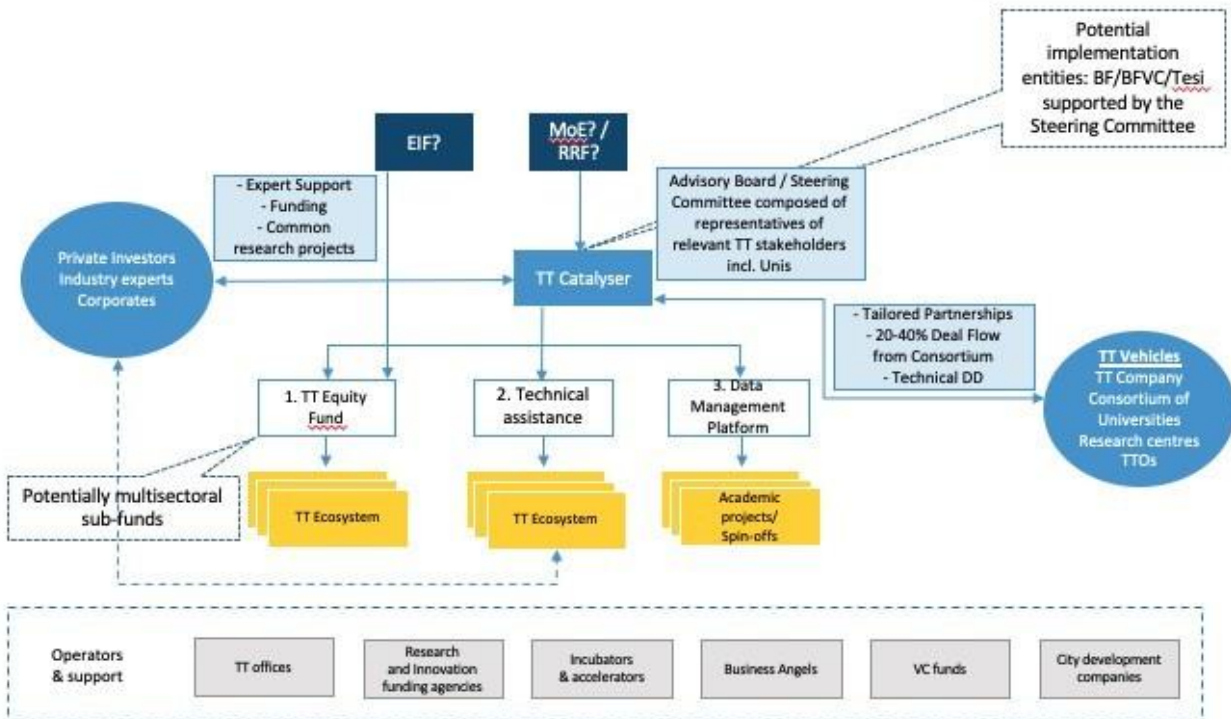 Potential
implementation
entities: BF/BFVC/Tesi
supported by the
Steering Committee
EIF?
MoE? /
RRF?
- Expert Support
- Funding
- Common
research projects
Advisory Board / Steering
Committee composed of
representatives of
relevant TT stakeholders
incl. Unis
Private Investors
Industry experts
Corporates
TT Catalyser
- Tailored Partnerships
- 20-40% Deal Flow
from Consortium
- Technical DD
TT Vehicles
TT Company
Consortium of
Universities
Research centres
TTOs
1. TT Equity
Fund
2. Technical
assistance
3. Data
Management
Platform
Potentially multisectoral
sub-funds
TT Ecosystem
TT Ecosystem
Academic
projects/
Spin-offs
Operators
& support
TT offices
Research
and Innovation
funding agencies
Incubators
& accelerators
Business Angels
VC funds
City development
companies